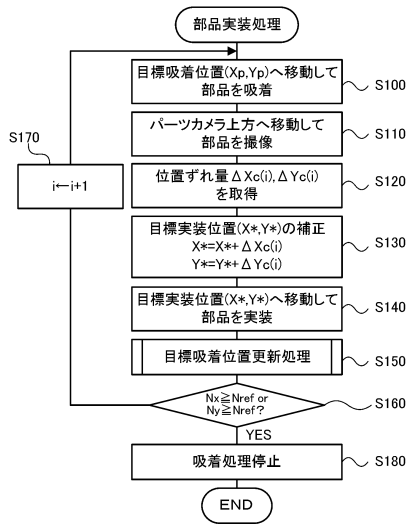 部品実装処理
目標吸着位置(Xp,Yp)へ移動して
部品を吸着
S100
パーツカメラ上方へ移動して
部品を撮像
S110
S170
i←i+1
位置ずれ量ΔXc(i),ΔYc(i)
を取得
S120
目標実装位置(X*,Y*)の補正
X*=X*+ΔXc(i)
Y*=Y*+ΔYc(i)
S130
目標実装位置(X*,Y*)へ移動して
部品を実装
S140
目標吸着位置更新処理
S150
Nx≧Nref or
Ny≧Nref?
S160
YES
吸着処理停止
S180
END